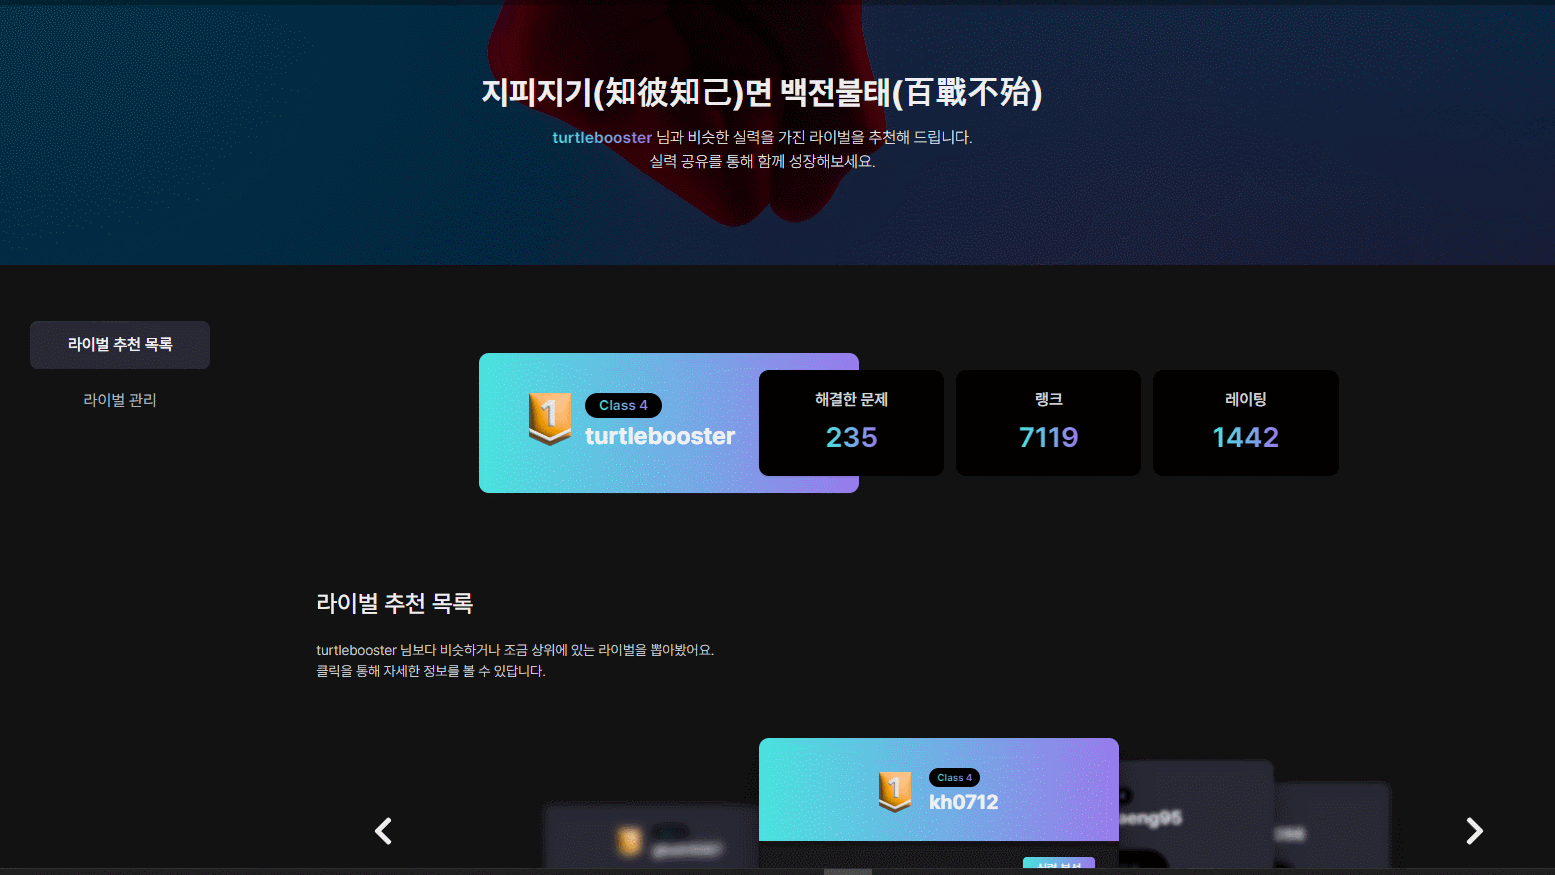 지피지기(知彼知己)면 백전불태(百戰不殆)
turtlebooster 님과 비슷한 실력을 가진 라이벌을 추천해 드립니다.
실력 공유를 통해 함께 성장해보세요.
라이벌 추천 목록
라이벌 관리
1
Class 4
turtlebooster
해결한 문제
235
랭크
7119
레이팅
1442
라이벌 추천 목록
turtlebooster 님보다 비슷하거나 조금 상위에 있는 라이벌을 뽑아봤어요.
클릭을 통해 자세한 정보를 볼 수 있답니다.
1
Class 4
kh0712
eng95